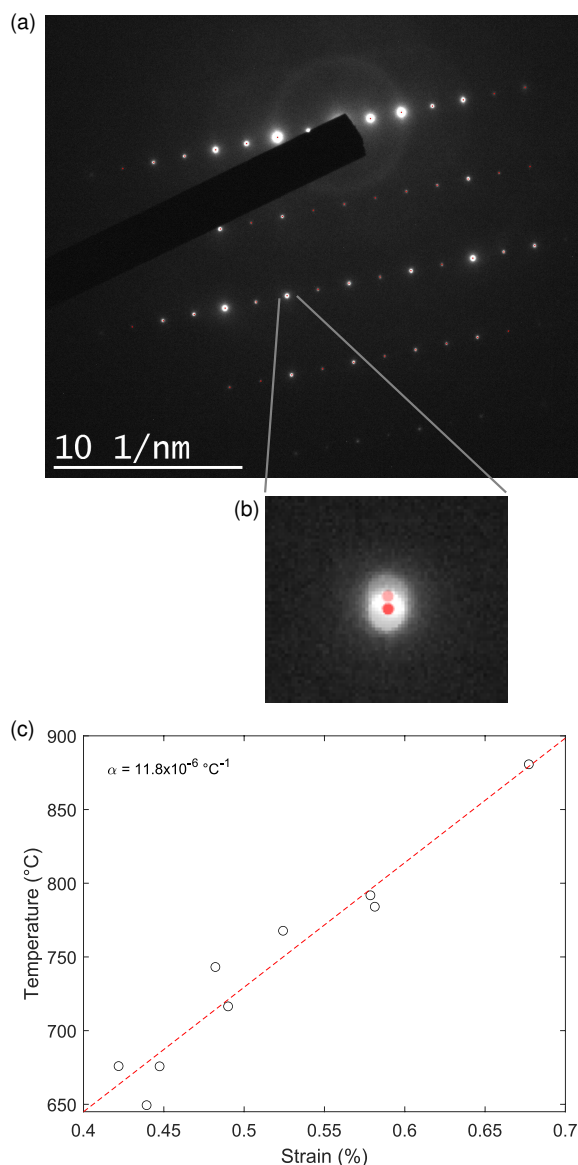 (a)
10 1/nm
(b)
(c)
α = 11.8x10⁻⁶ °C⁻¹
Temperature (°C)
900
850
800
750
700
650
0.4 0.45 0.5 0.55 0.6 0.65 0.7
Strain (%)